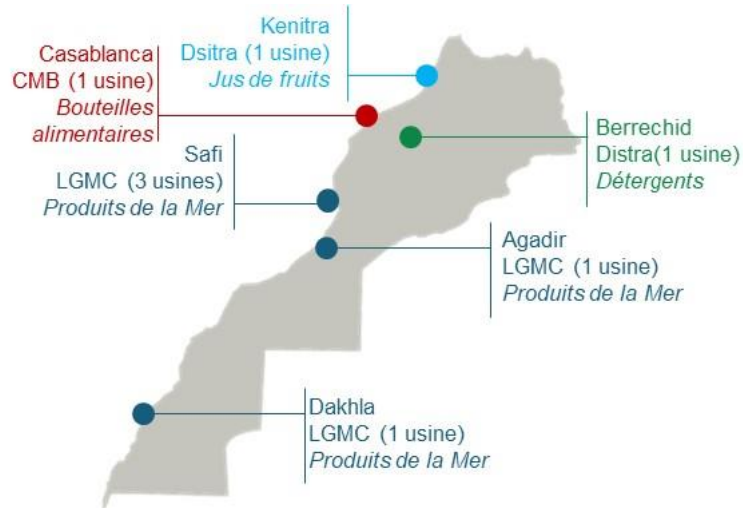 Kenitra
Dsitra (1 usine)
Jus de fruits
Casablanca
CMB (1 usine)
Bouteilles
alimentaires
Berrechid
Distra(1 usine)
Détergents
Safi
LGMC (3 usines)
Produits de la Mer
Agadir
LGMC (1 usine)
Produits de la Mer
Dakhla
LGMC (1 usine)
Produits de la Mer